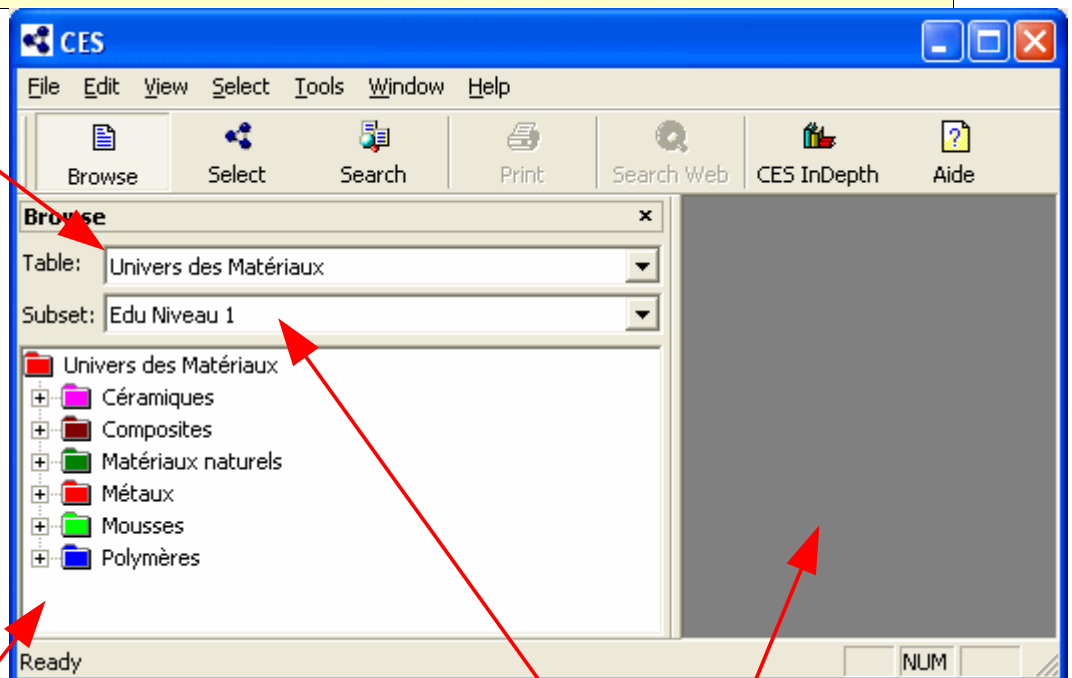 CES
File Edit View Select Tools Window Help
Browse Select Search Print Search Web CES InDepth Aide
Browse
Table: Univers des Matériaux
Subset: Edu Niveau 1
Univers des Matériaux
Céramiques
Composites
Matériaux naturels
Métaux
Mousses
Polymères
Ready NUM